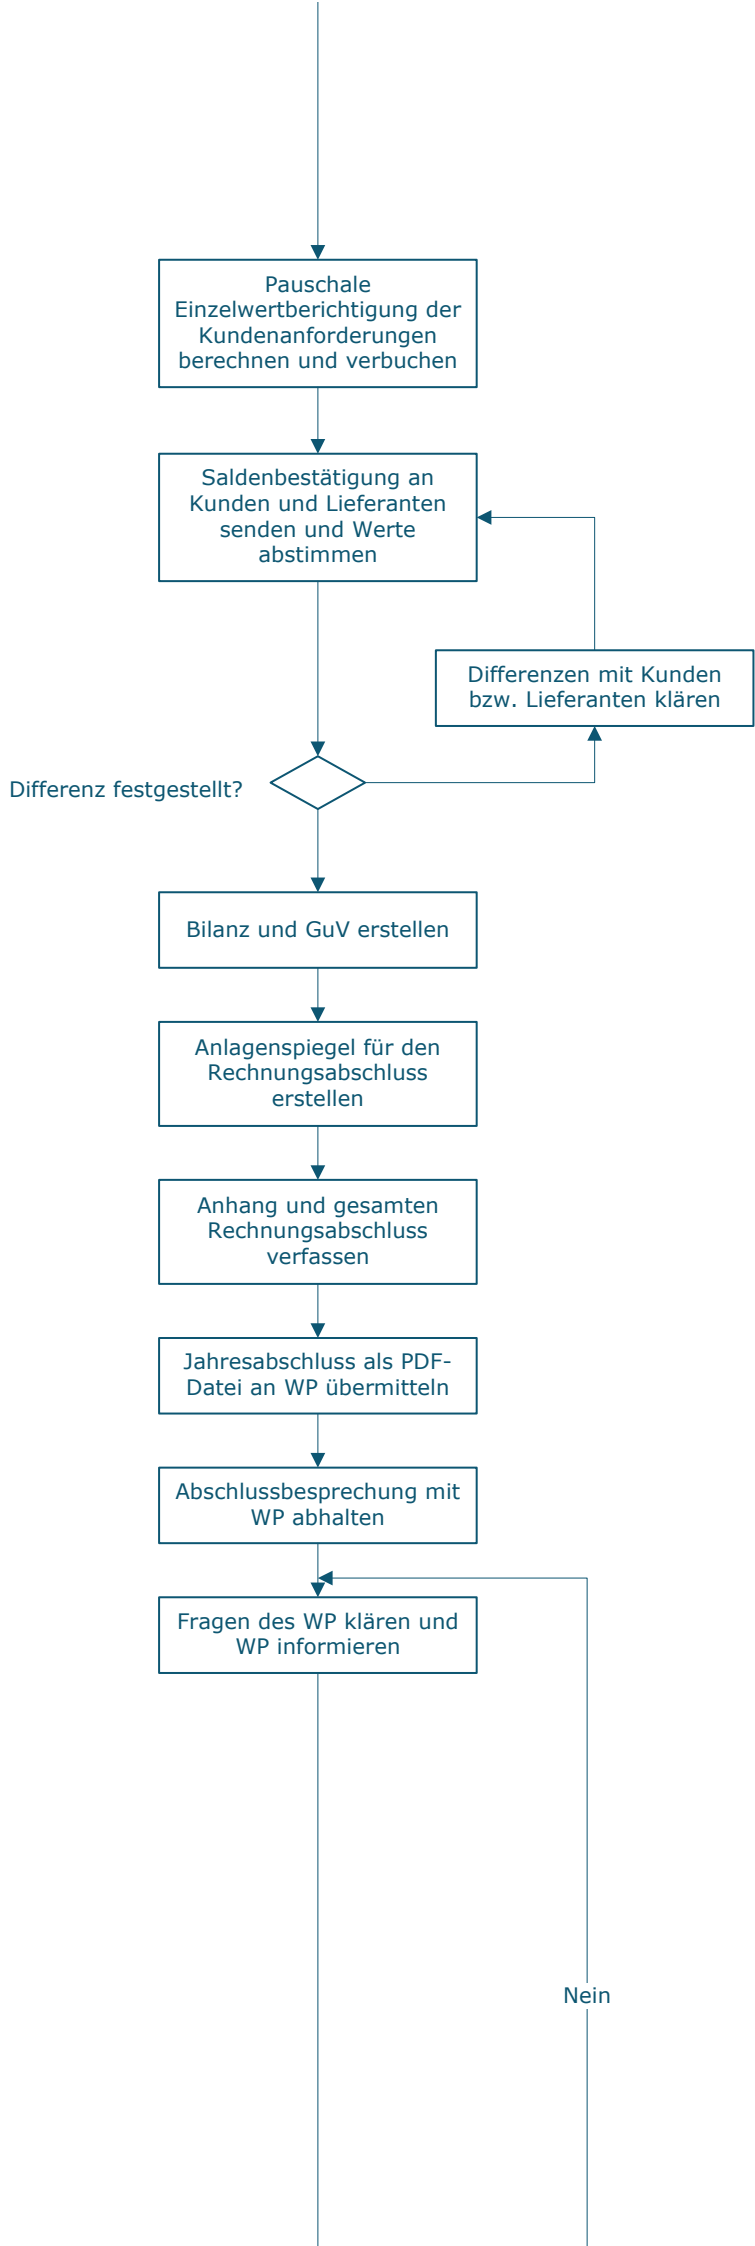 Pauschale
Einzelwertberichtigung der
Kundenanforderungen
berechnen und verbuchen
Saldenbestätigung an
Kunden und Lieferanten
senden und Werte
abstimmen
Differenzen mit Kunden
bzw. Lieferanten klären
Differenz festgestellt?
Bilanz und GuV erstellen
Anlagenspiegel für den
Rechnungsabschluss
erstellen
Anhang und gesamten
Rechnungsabschluss
verfassen
Jahresabschluss als PDF-
Datei an WP übermitteln
Abschlussbesprechung mit
WP abhalten
Fragen des WP klären und
WP informieren
Nein